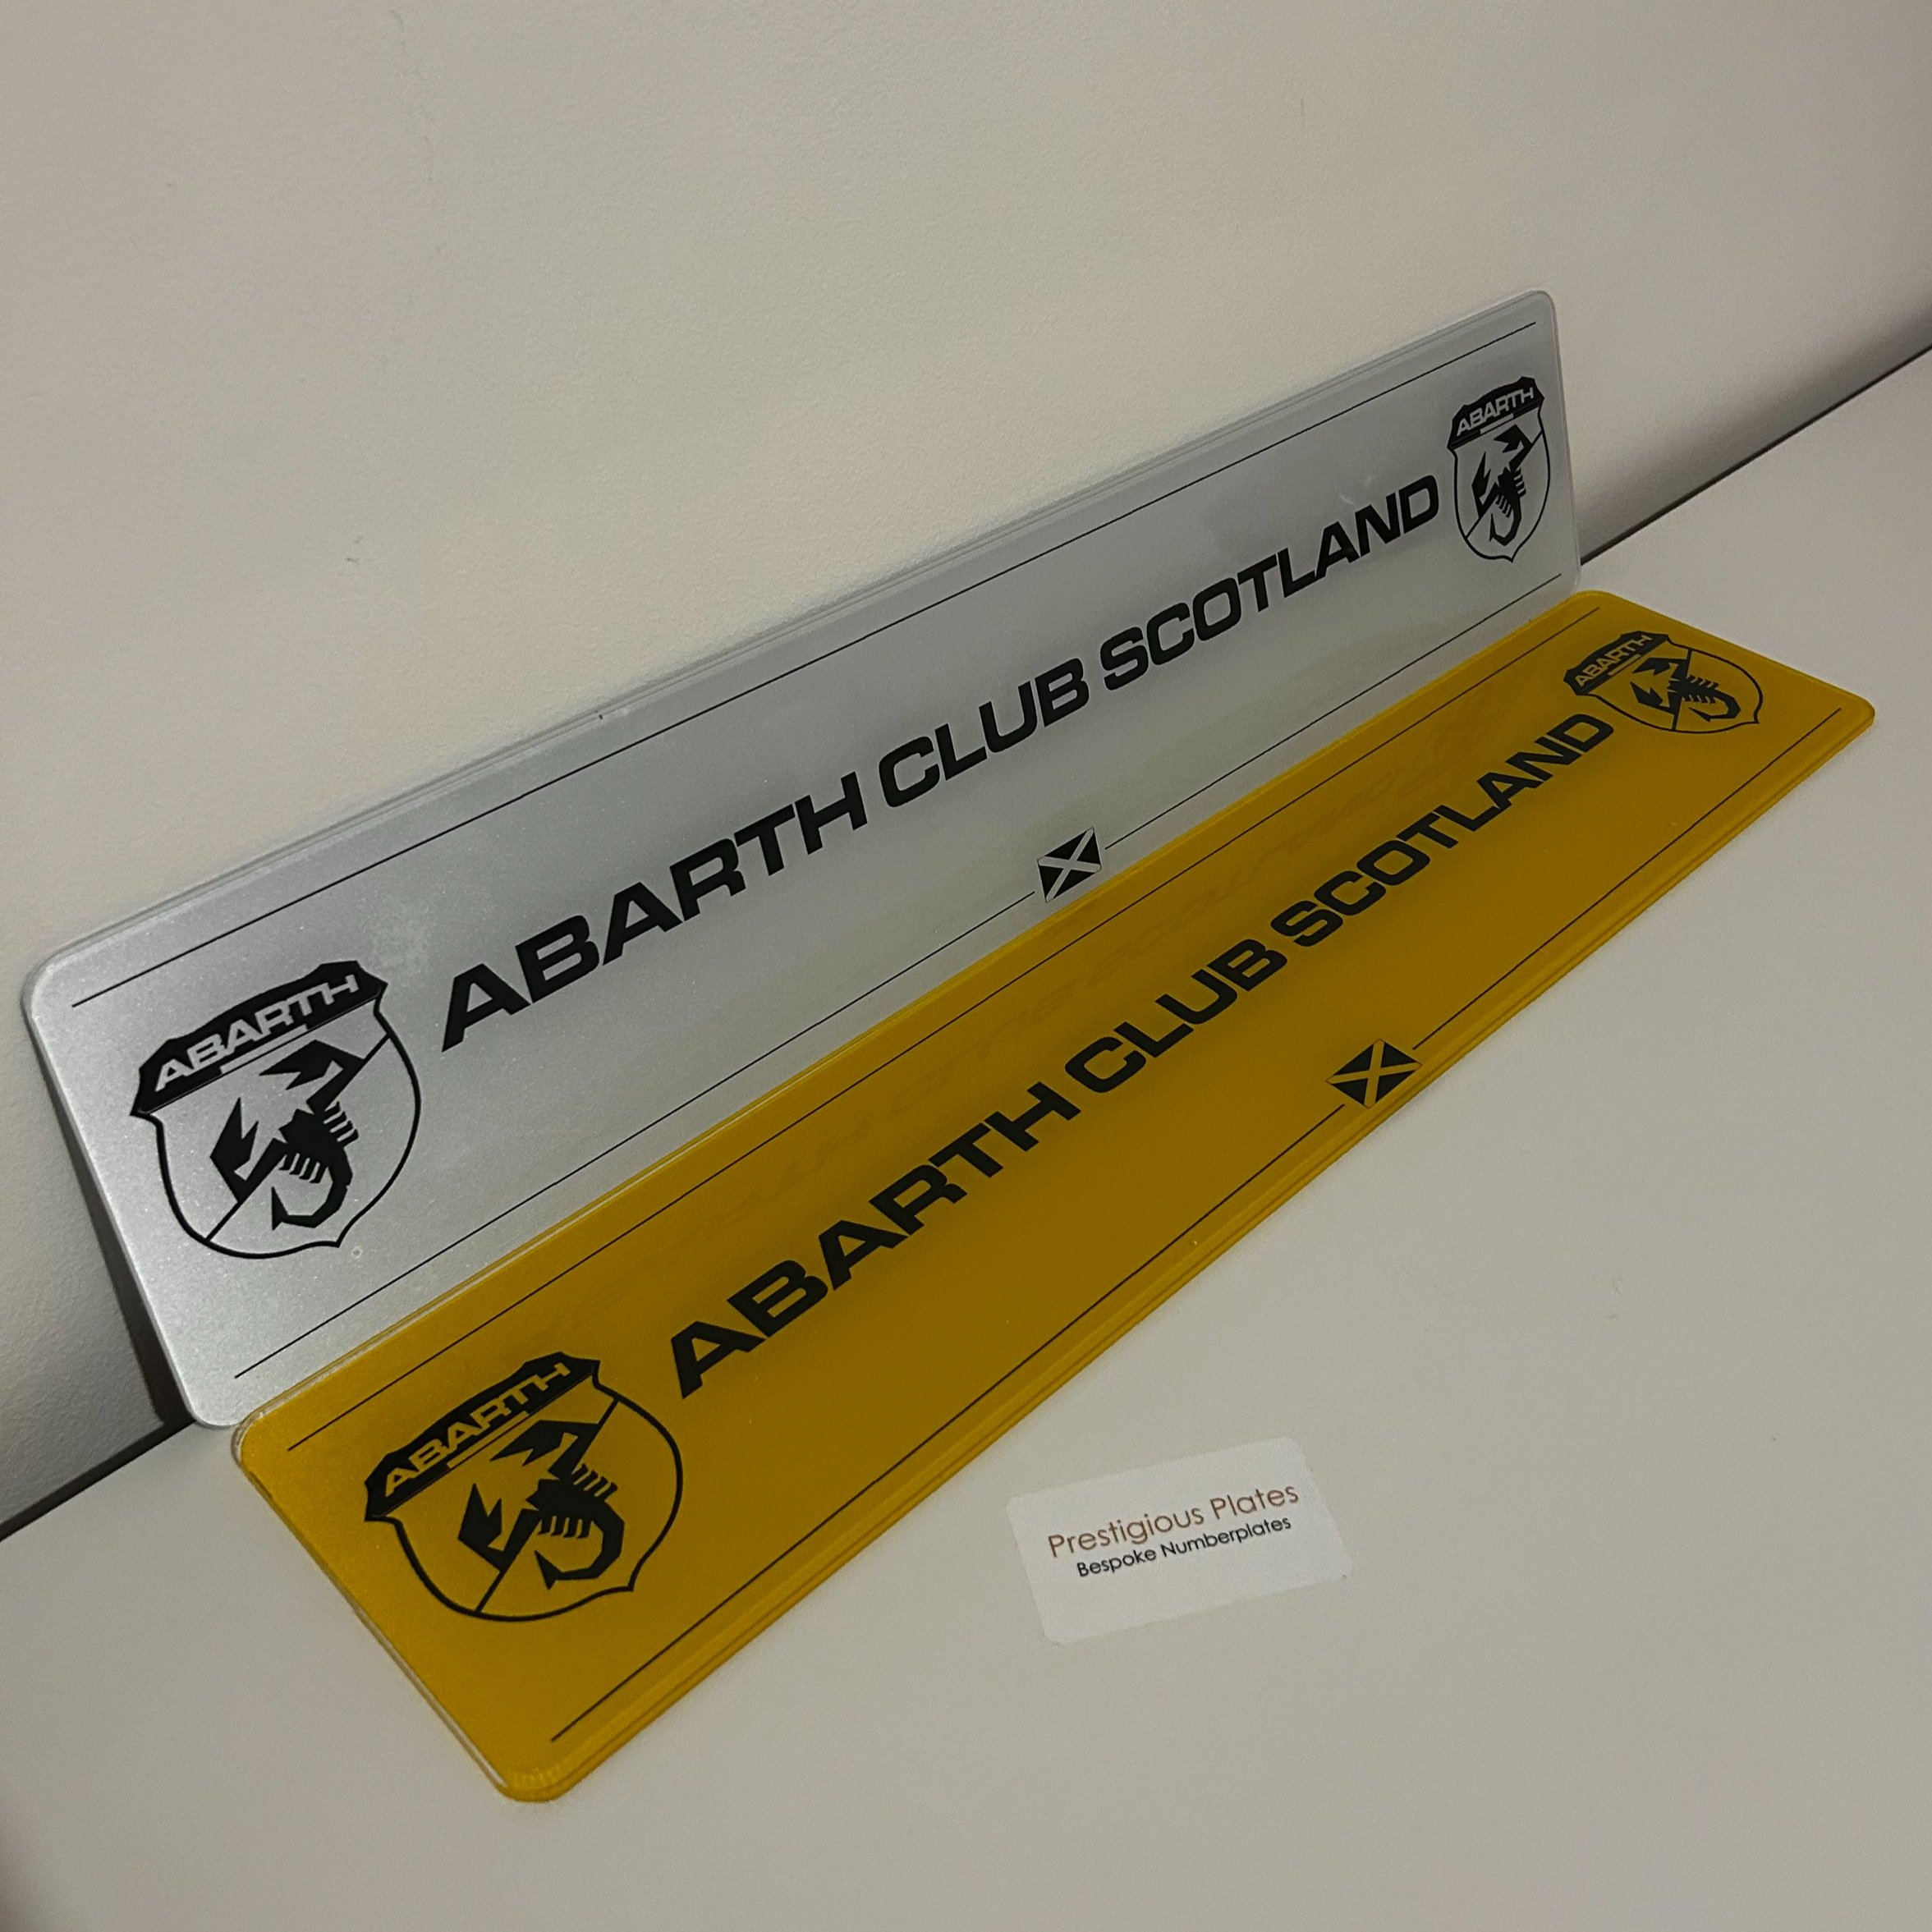 ABARTH
ABARTH CLUB SCOTLAND
ABARTH
ABARTH
ABARTH CLUB SCOTLAND
ABARTH
Prestigious Plates
Bespoke Numberplates